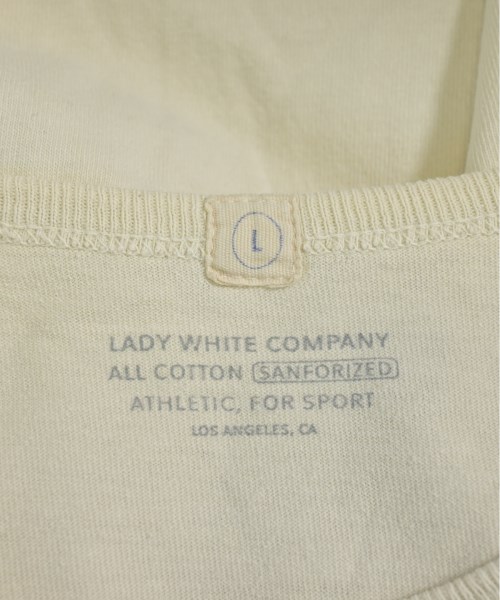 L
LADY WHITE COMPANY
ALL COTTON SANFORIZED
ATHLETIC, FOR SPORT
LOS ANGELES, CA